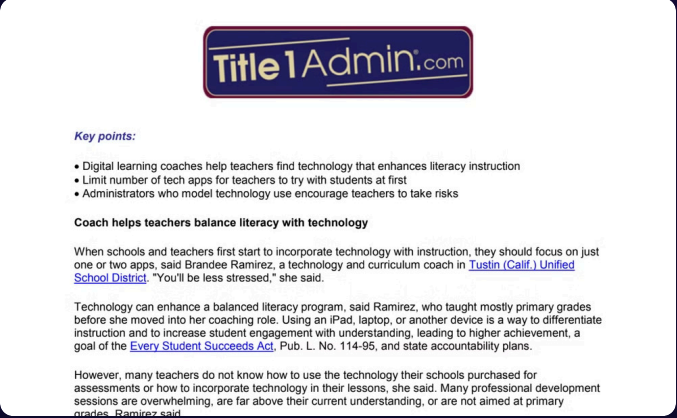 Title1Admin.com
Key points:
• Digital learning coaches help teachers find technology that enhances literacy instruction
• Limit number of tech apps for teachers to try with students at first
• Administrators who model technology use encourage teachers to take risks
Coach helps teachers balance literacy with technology
When schools and teachers first start to incorporate technology with instruction, they should focus on just
one or two apps, said Brandee Ramirez, a technology and curriculum coach in Tustin (Calif.) Unified
School District. "You'll be less stressed," she said.
Technology can enhance a balanced literacy program, said Ramirez, who taught mostly primary grades
before she moved into her coaching role. Using an iPad, laptop, or another device is a way to differentiate
instruction and to increase student engagement with understanding, leading to higher achievement, a
goal of the Every Student Succeeds Act, Pub. L. No. 114-95, and state accountability plans.
However, many teachers do not know how to use the technology their schools purchased for
assessments or how to incorporate technology in their lessons, she said. Many professional development
sessions are overwhelming, are far above their current understanding, or are not aimed at primary
grades, Ramirez said